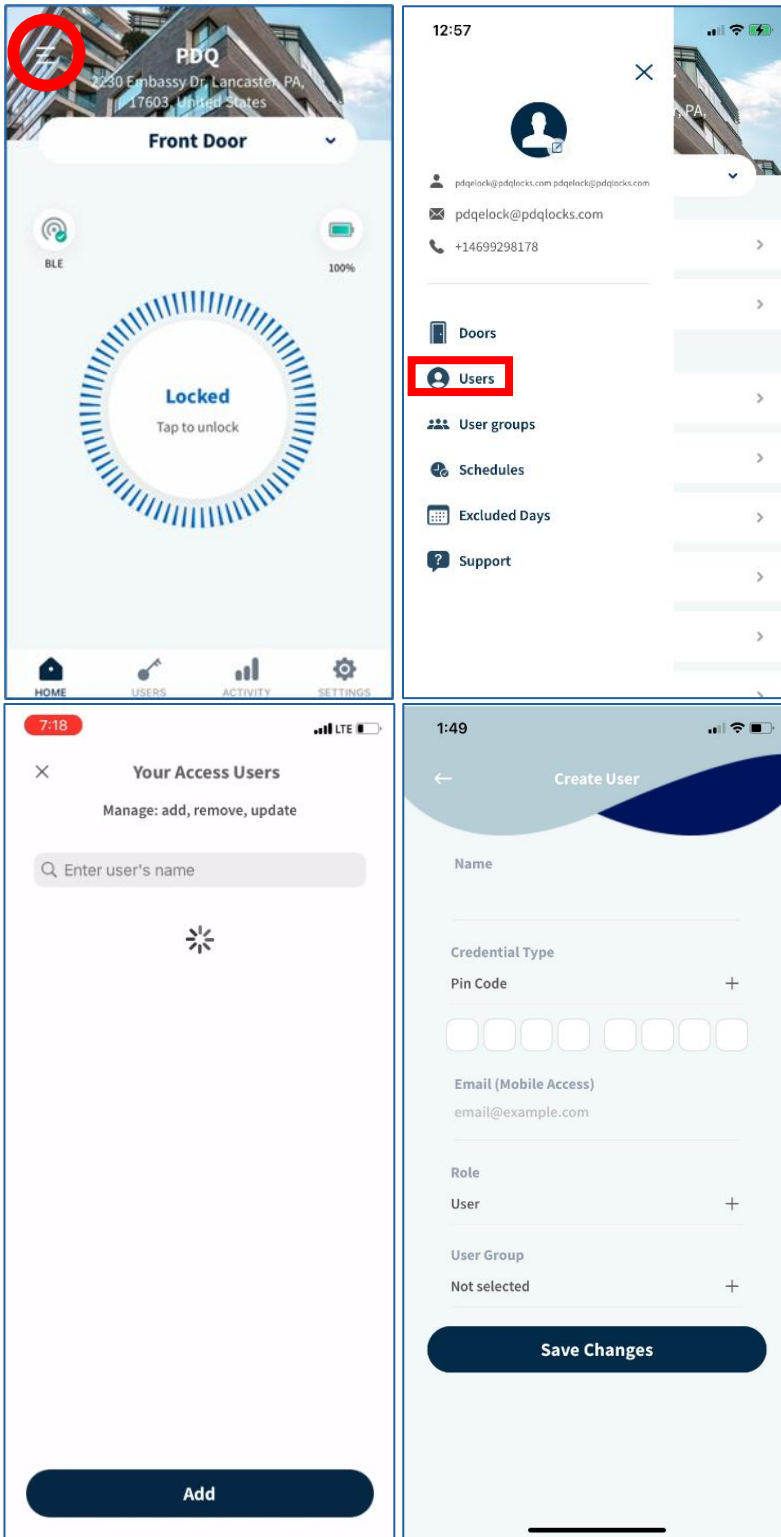 PDQ
2230 Embassy Dr, Lancaster, PA,
17603, United States
Front Door
BLE
100%
Locked
Tap to unlock
HOME USERS ACTIVITY SETTINGS
12:57
PA,
pdqelock@pdqlocks.com pdqelock@pdqlocks.com
pdqelock@pdqlocks.com
+14699298178
Doors
Users
User groups
Schedules
Excluded Days
Support
7:18 LTE
Your Access Users
Manage: add, remove, update
Enter user's name
Add
1:49
Create User
Name
Credential Type
Pin Code +
Email (Mobile Access)
email@example.com
Role
User +
User Group
Not selected +
Save Changes